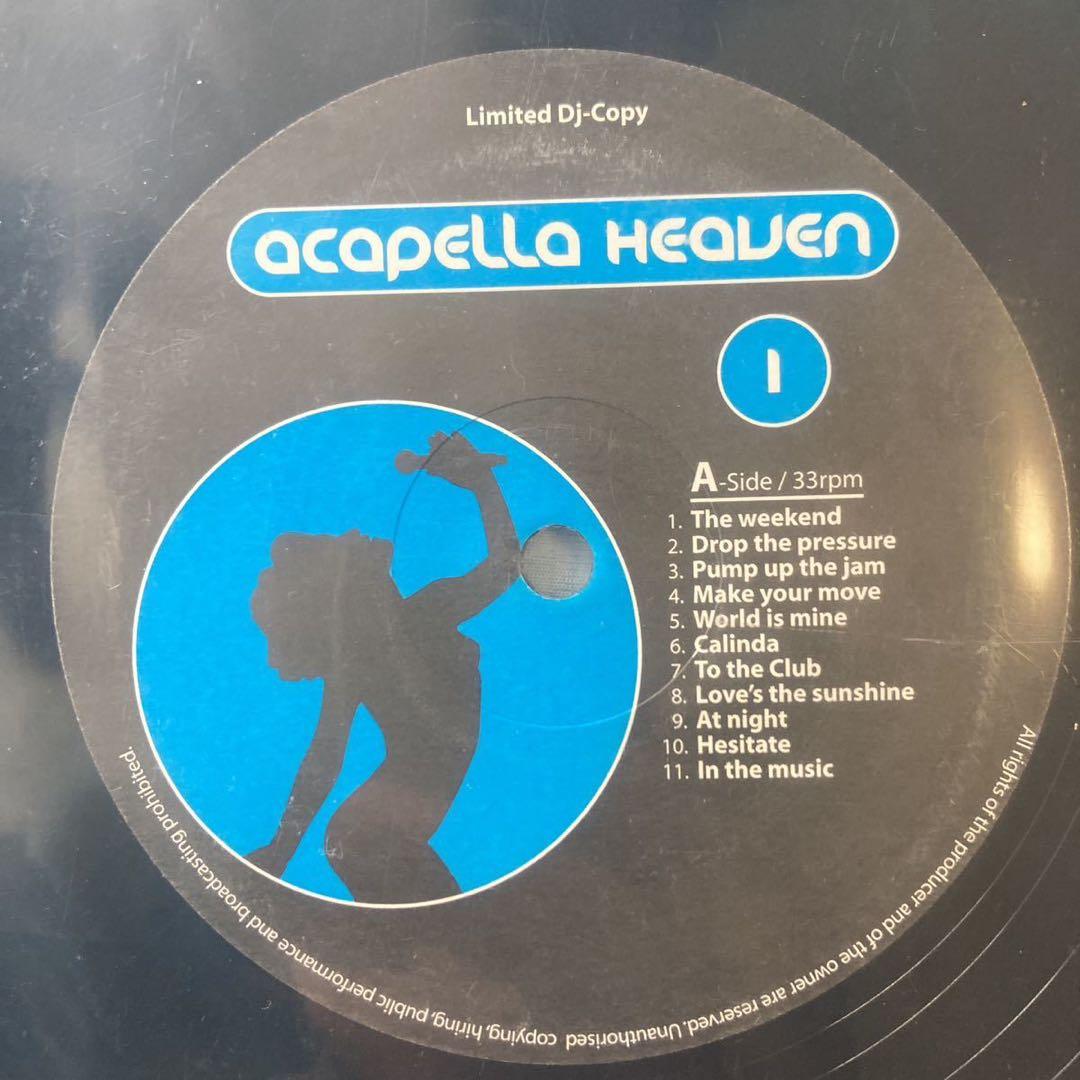 Limited Dj-Copy
acapella Heaven
1
A-Side / 33rpm
1. The weekend
2. Drop the pressure
3. Pump up the jam
4. Make your move
5. World is mine
6. Calinda
7. To the Club
8. Love's the sunshine
9. At night
10. Hesitate
11. In the music
All rights of the producer and of the owner are reserved. Unauthorised copying, hiring, public performance and broadcasting prohibited.